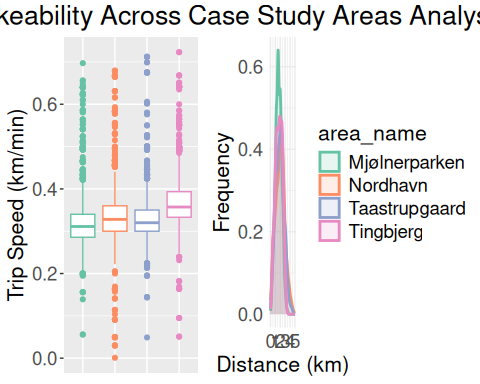 keability Across Case Study Areas Analys
Trip Speed (km/min)
0.6
0.4
0.2
0.0
Frequency
0.6
0.4
0.2
0.0
Distance (km)
area_name
Mjølnerparken
Nordhavn
Taastrupgaard
Tingbjerg